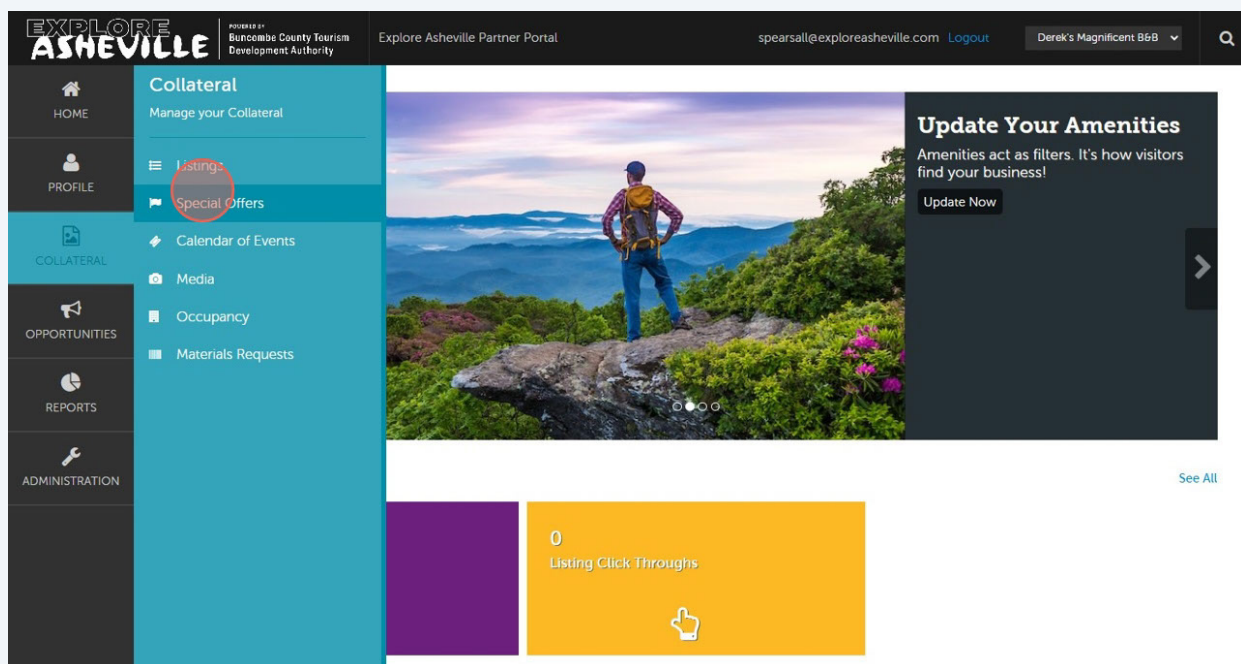 EXPLORE
ASHEVILLE
POWERED BY
Buncombe County Tourism
Development Authority
Explore Asheville Partner Portal
spearsall@exploreasheville.com Logout
Derek's Magnificent B&B
HOME
PROFILE
COLLATERAL
OPPORTUNITIES
REPORTS
ADMINISTRATION
Collateral
Manage your Collateral
Listings
Special Offers
Calendar of Events
Media
Occupancy
Materials Requests
Update Your Amenities
Amenities act as filters. It's how visitors
find your business!
Update Now
See All
0
Listing Click Throughs